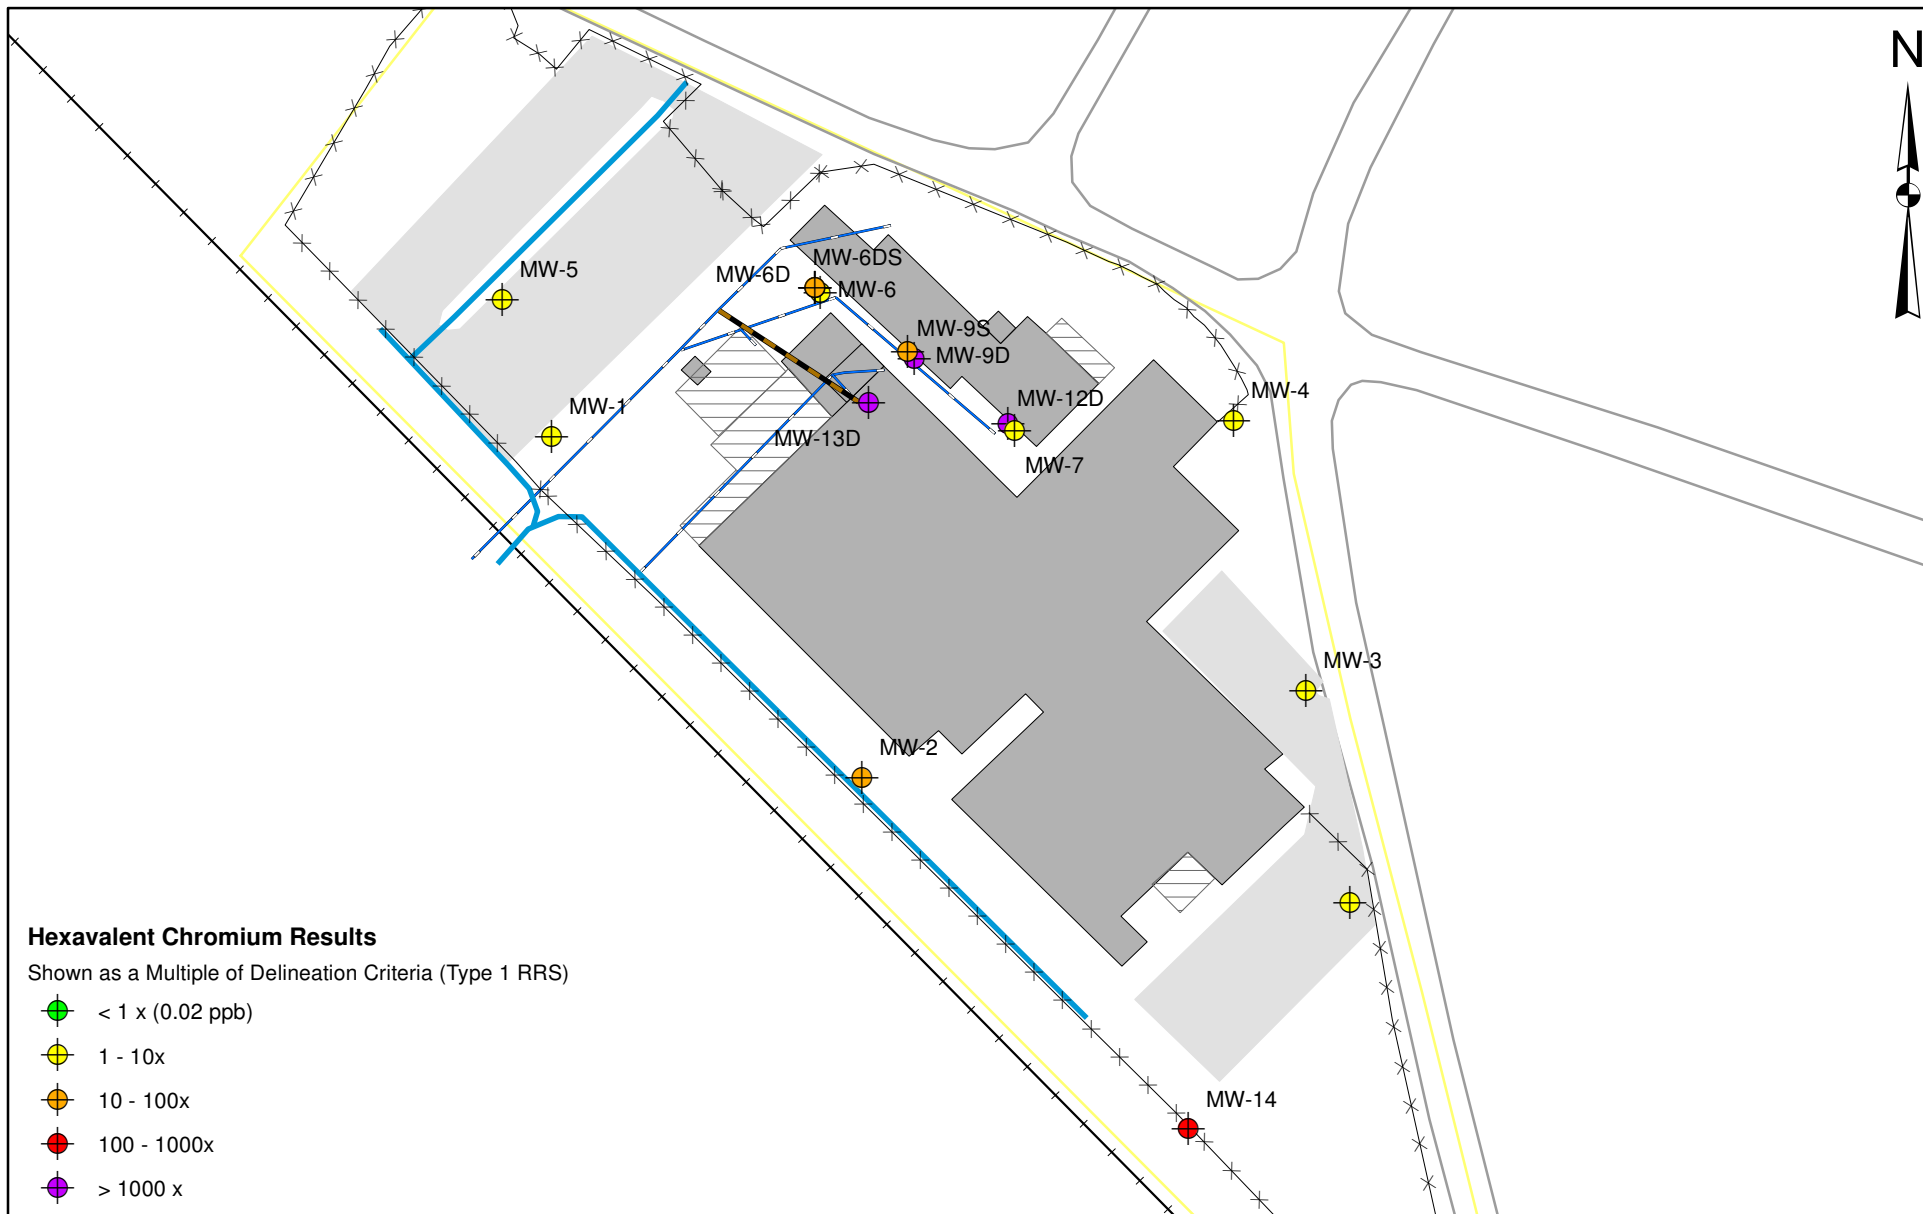 N
MW-5
MW-6DS
MW-6D
MW-6
MW-9S
MW-9D
MW-4
MW-12D
MW-1
MW-13D
MW-7
MW-3
MW-2
Hexavalent Chromium Results
Shown as a Multiple of Delineation Criteria (Type 1 RRS)
< 1 x (0.02 ppb)
1 - 10x
10 - 100x
MW-14
100 - 1000x
> 1000 x